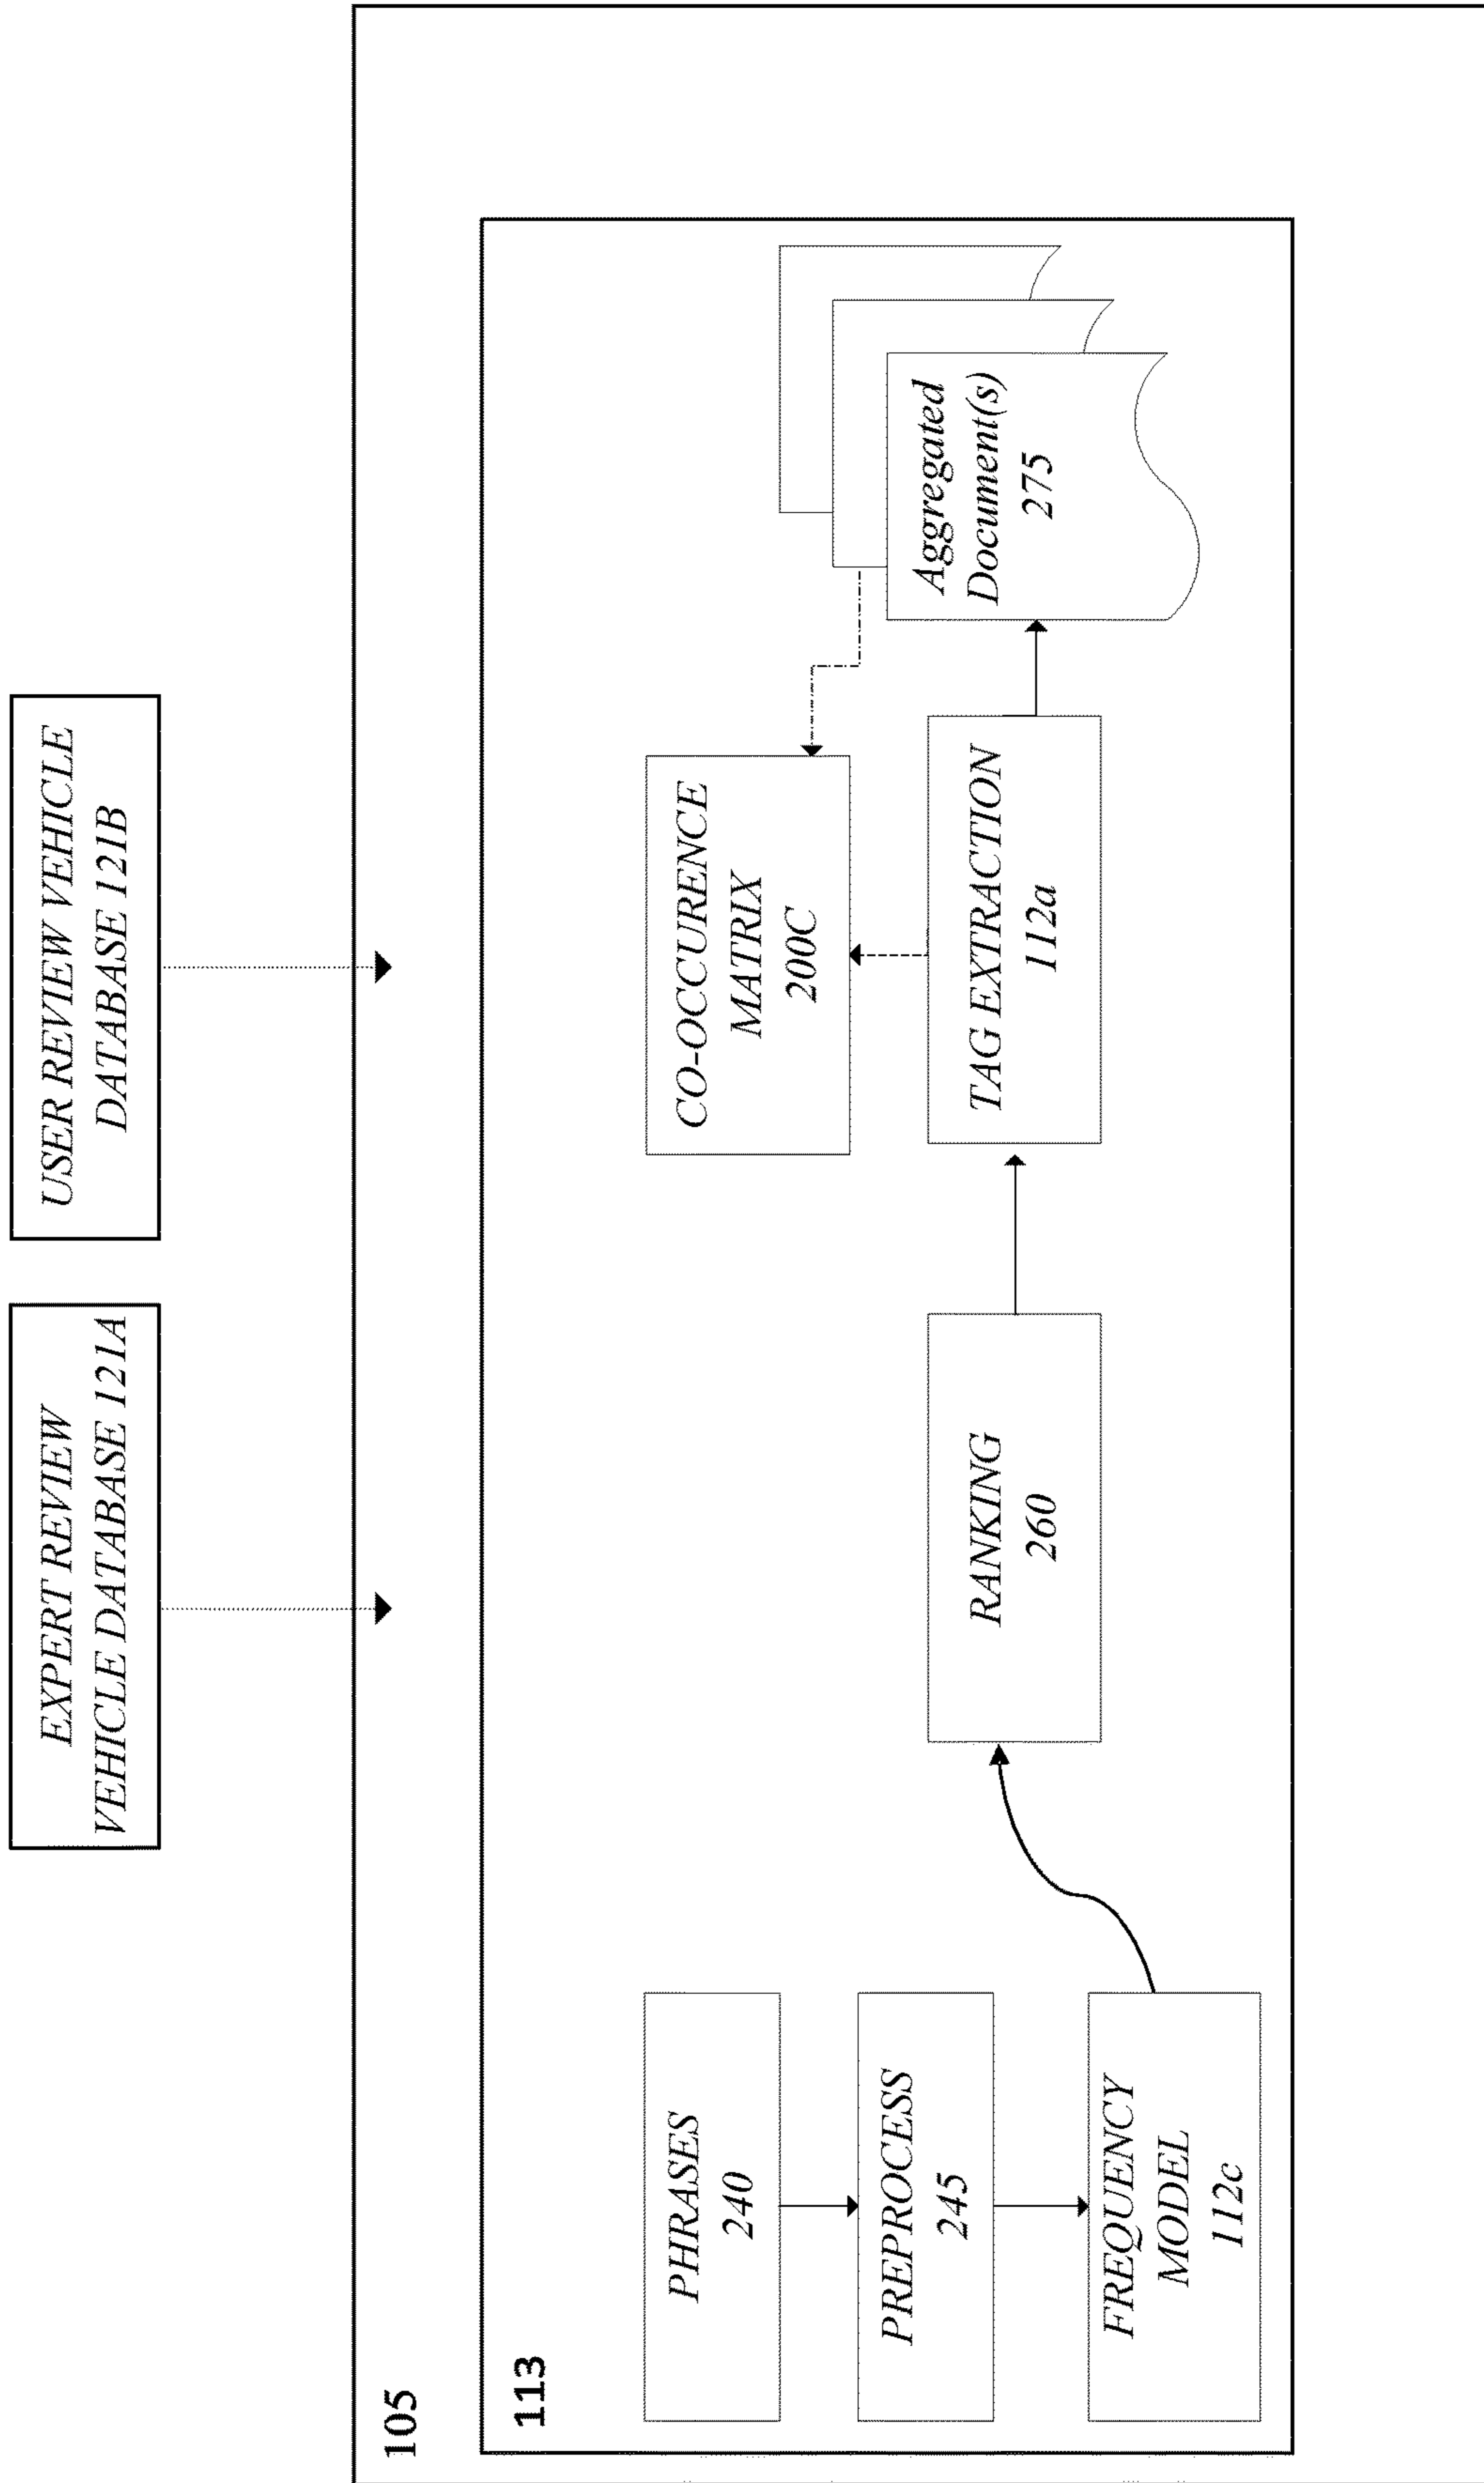 EXPERT REVIEW
VEHICLE DATABASE 121A
USER REVIEW VEHICLE
DATABASE 121B
105
113
PHRASES
240
PREPROCESS
245
FREQUENCY
MODEL
112c
RANKING
260
CO-OCCURENCE
MATRIX
200C
TAG EXTRACTION
112a
Aggregated
Document(s)
275